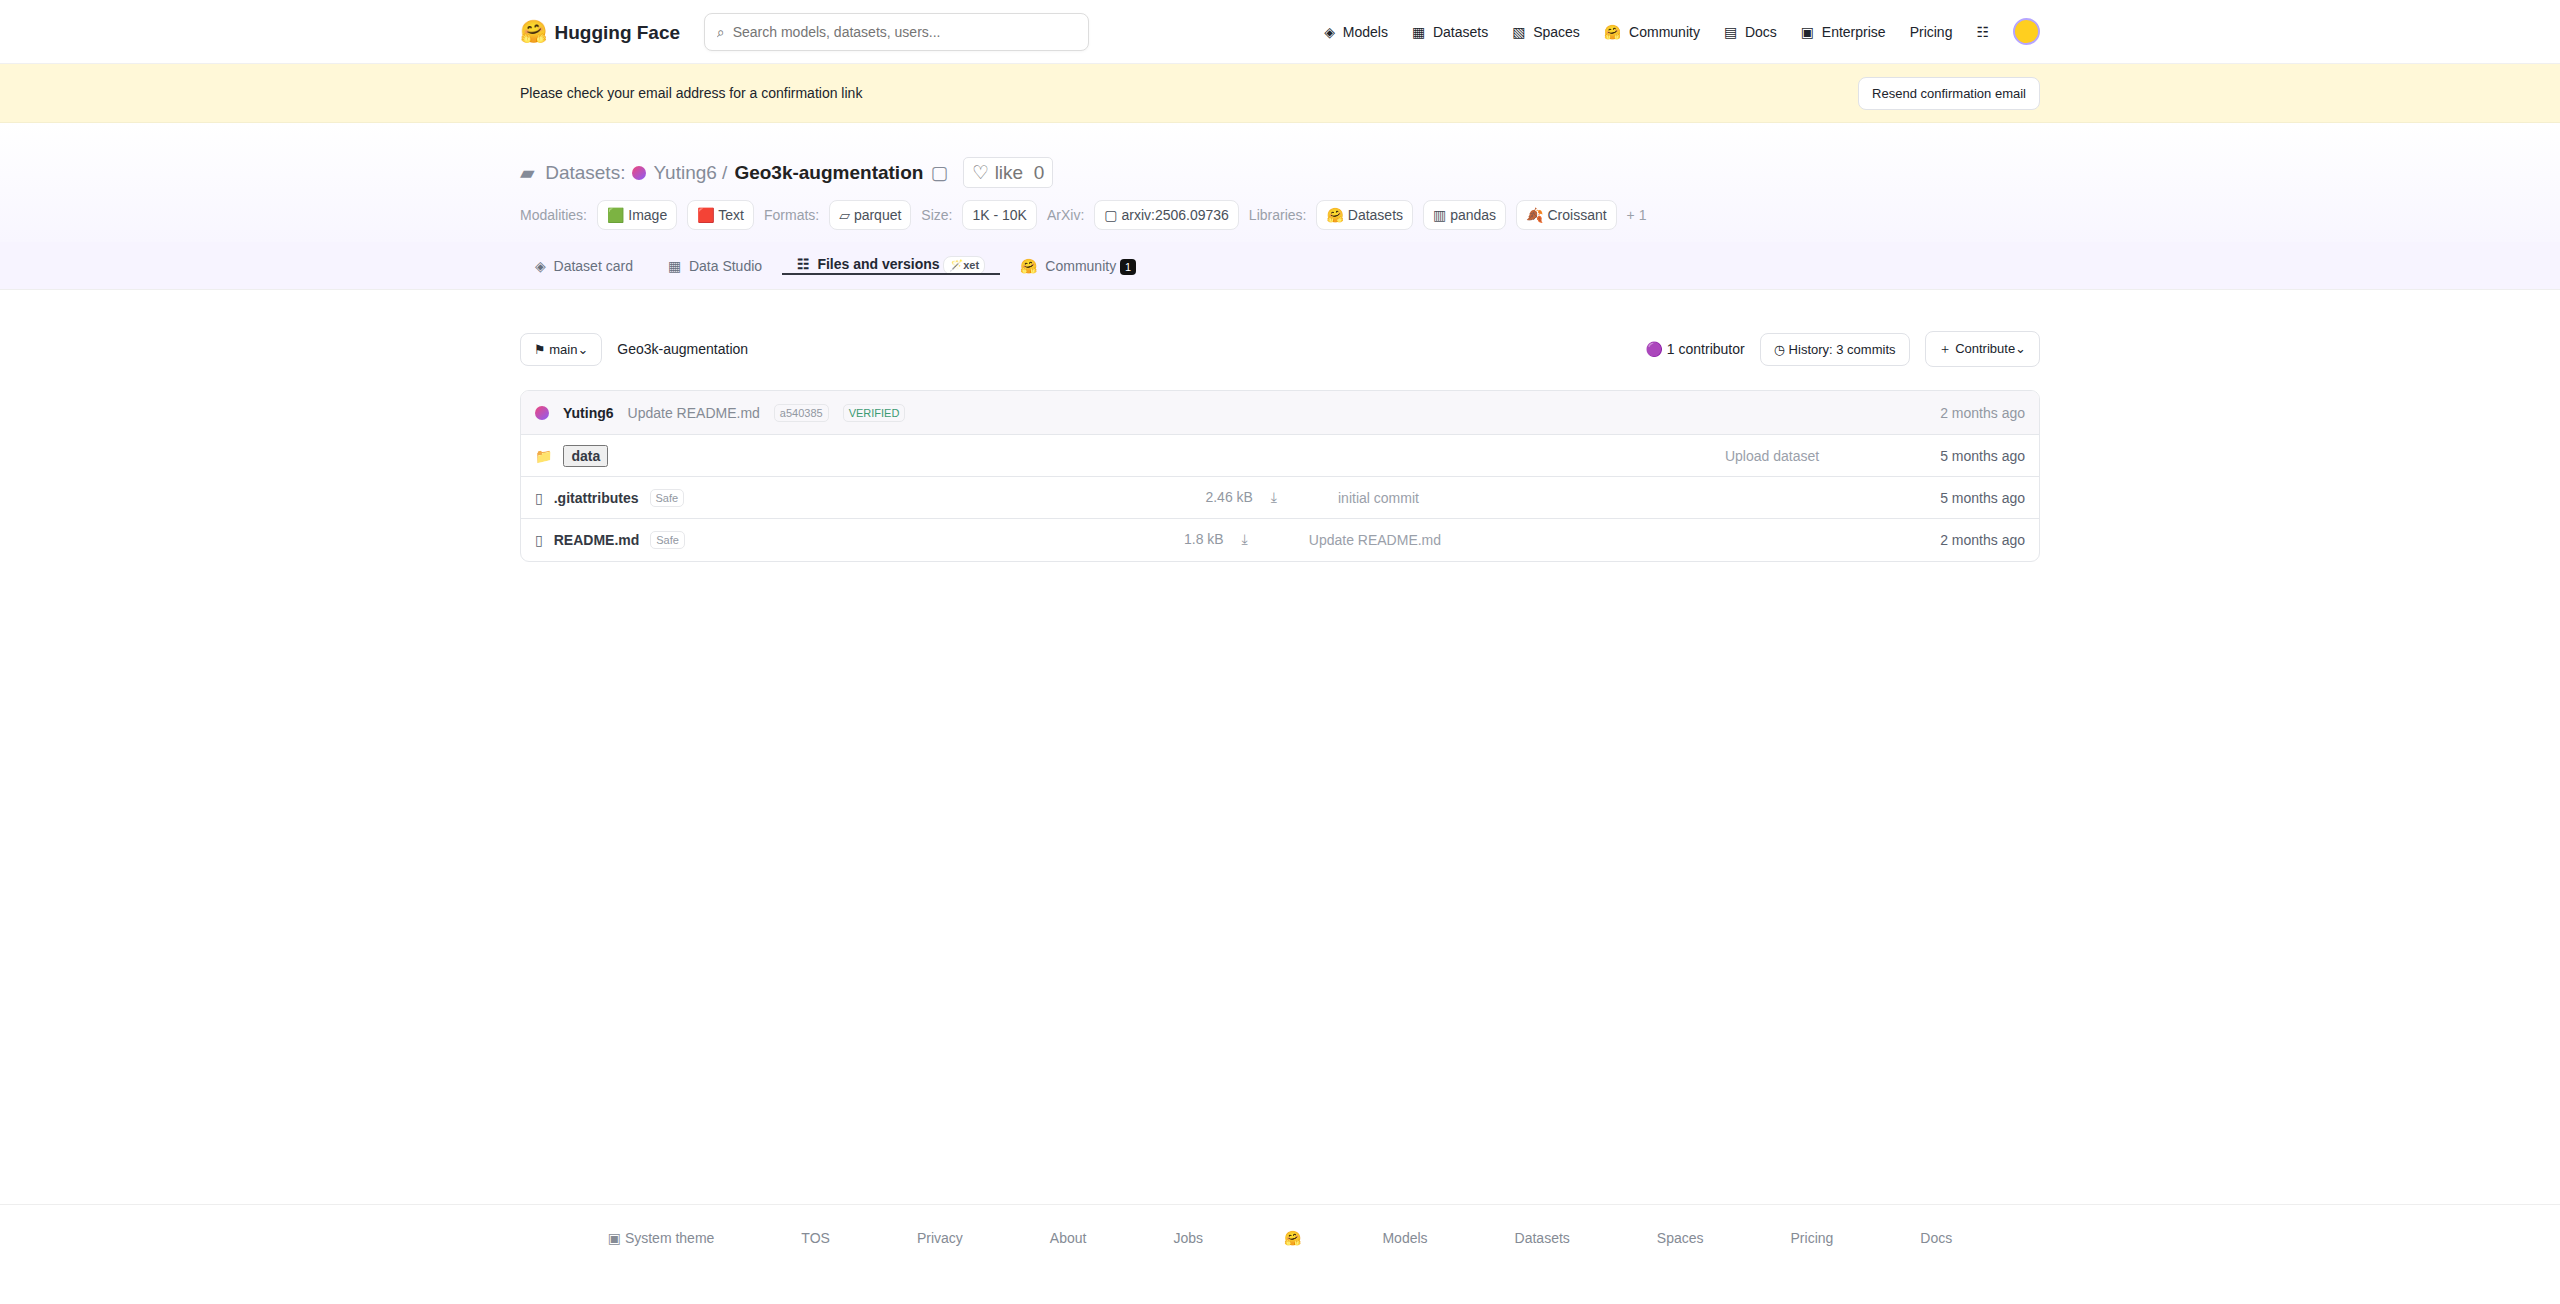 Hugging Face Search models, datasets, users... Models Datasets Spaces Community Docs Enterprise Pricing
Please check your email address for a confirmation link Resend confirmation email
Datasets: Yuting6 / Geo3k-augmentation like 0
Modalities: Image Text Formats: parquet Size: 1K - 10K ArXiv: arxiv:2506.09736 Libraries: Datasets pandas Croissant + 1
Dataset card Data Studio Files and versions xet Community 1
main Geo3k-augmentation 1 contributor History: 3 commits + Contribute
Yuting6 Update README.md a540385 VERIFIED 2 months ago
data Upload dataset 5 months ago
.gitattributes Safe 2.46 kB initial commit 5 months ago
README.md Safe 1.8 kB Update README.md 2 months ago
System theme TOS Privacy About Jobs Models Datasets Spaces Pricing Docs